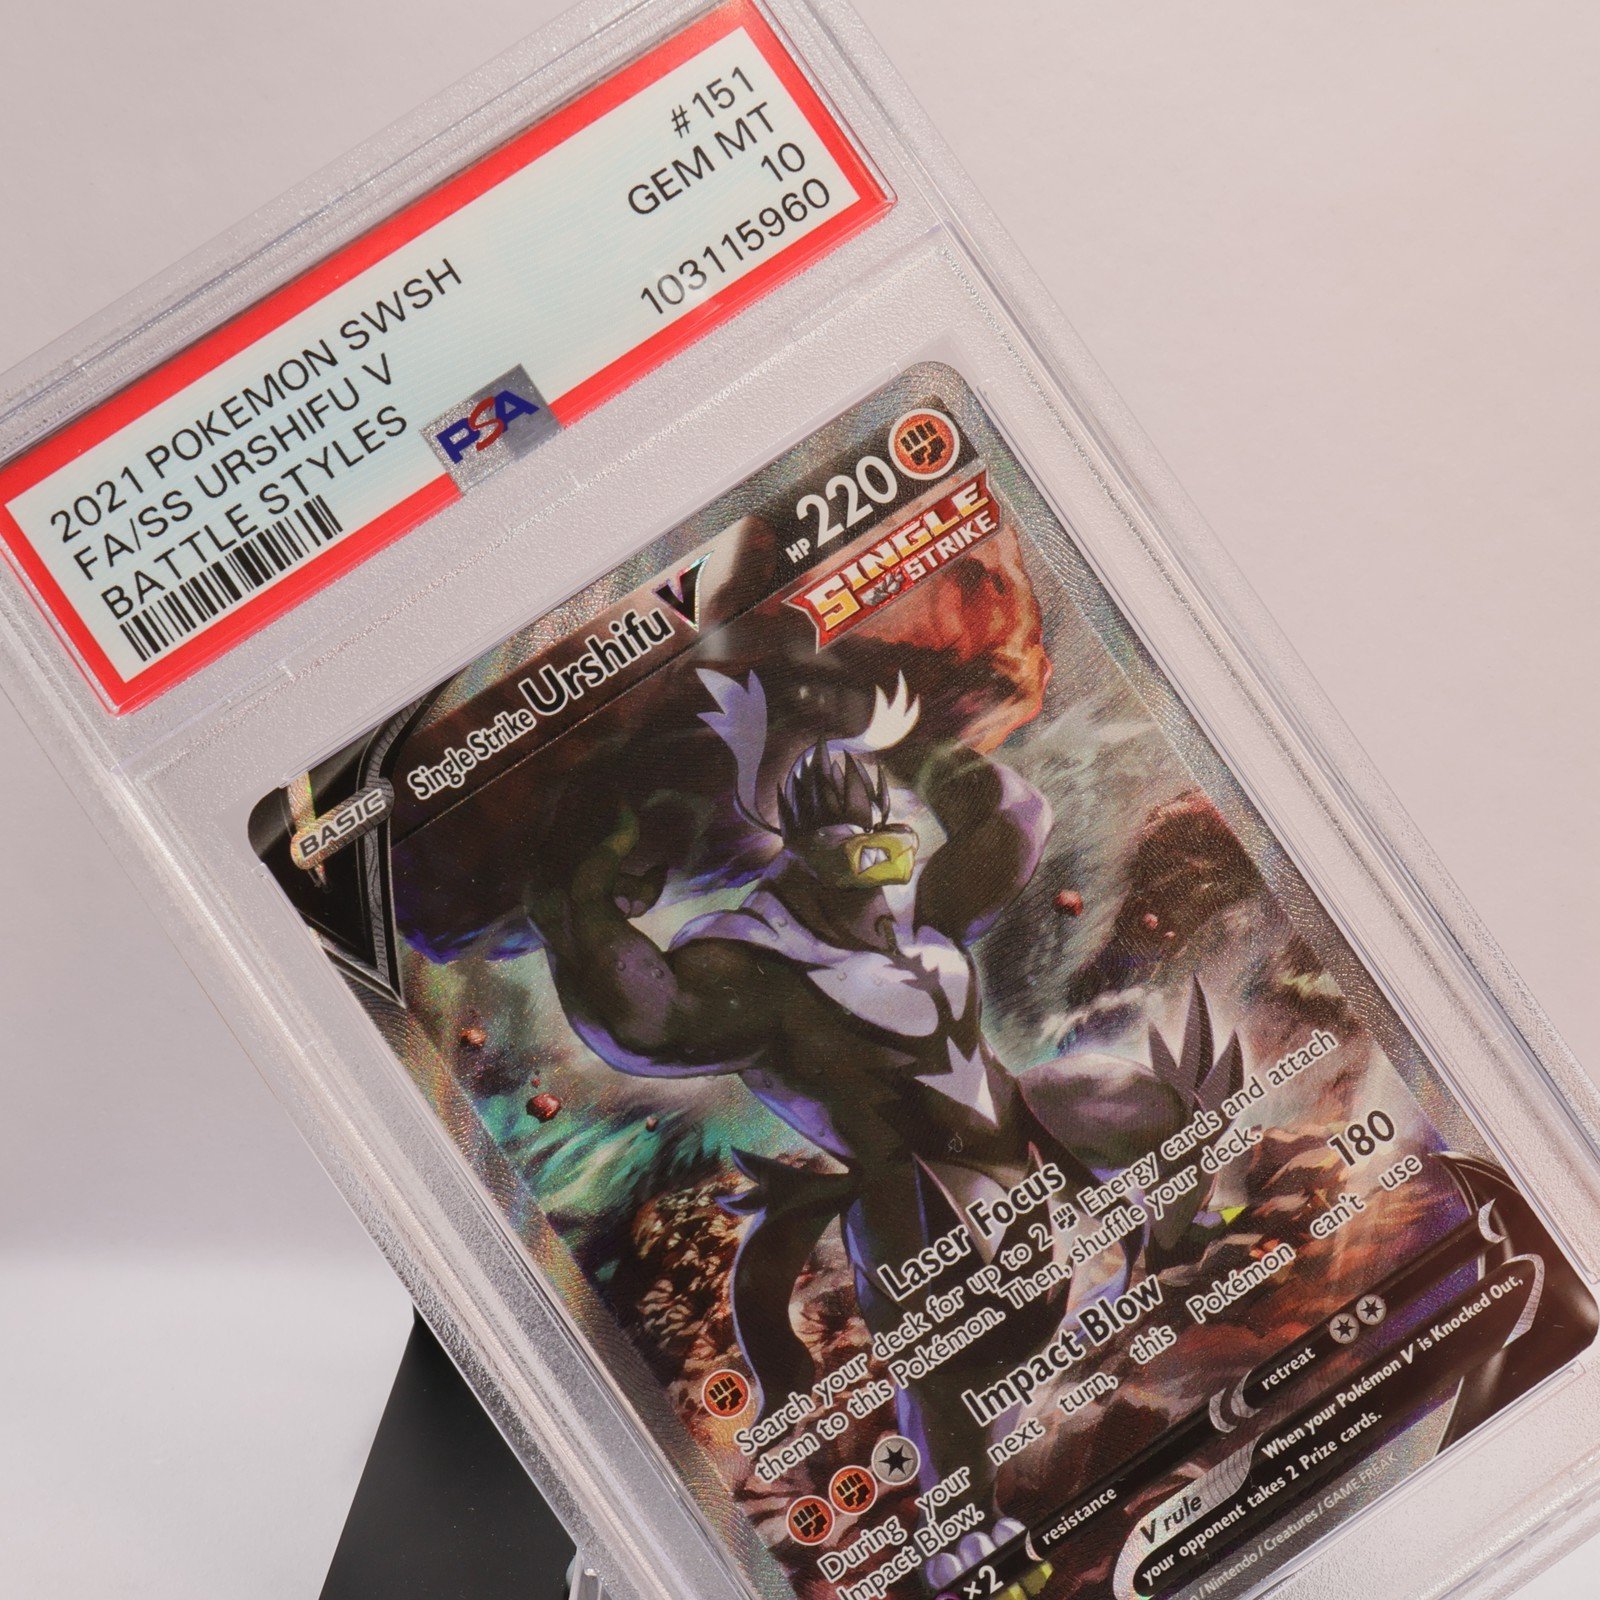 2021 POKEMON SWSH
#151
FA/SS URSHIFU V
GEM MT
BATTLE STYLES
10
103115960
PSA
BASIC
Single Strike Urshifu V
HP 220
SINGLE
STRIKE
Laser Focus
Search your deck for up to 2 Energy cards and attach
them to this Pokémon. Then, shuffle your deck.
Impact Blow 180
During your next turn, this Pokémon can't use
Impact Blow.
×2
resistance
retreat
V rule
When your Pokémon V is Knocked Out,
your opponent takes 2 Prize cards.
/ Nintendo / Creatures / GAME FREAK